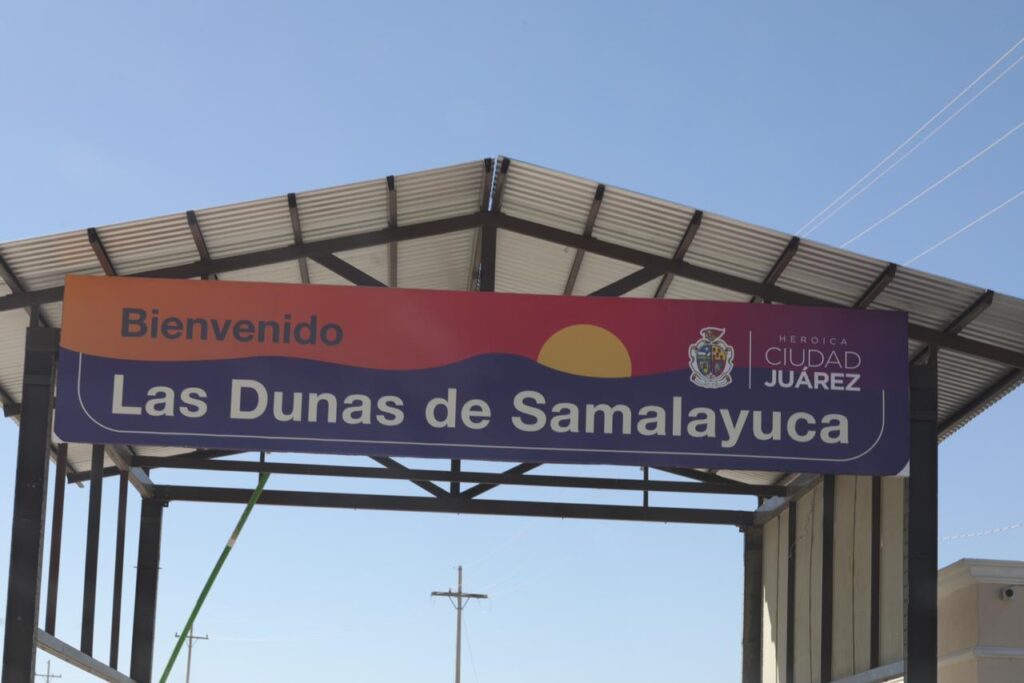 Bienvenido
Las Dunas de Samalayuca
HEROICA
CIUDAD
JUÁREZ